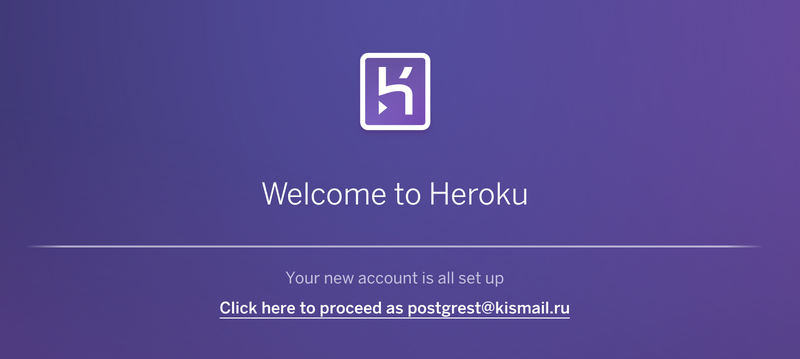 Welcome to Heroku
Your new account is all set up
Click here to proceed as postgrest@kismail.ru